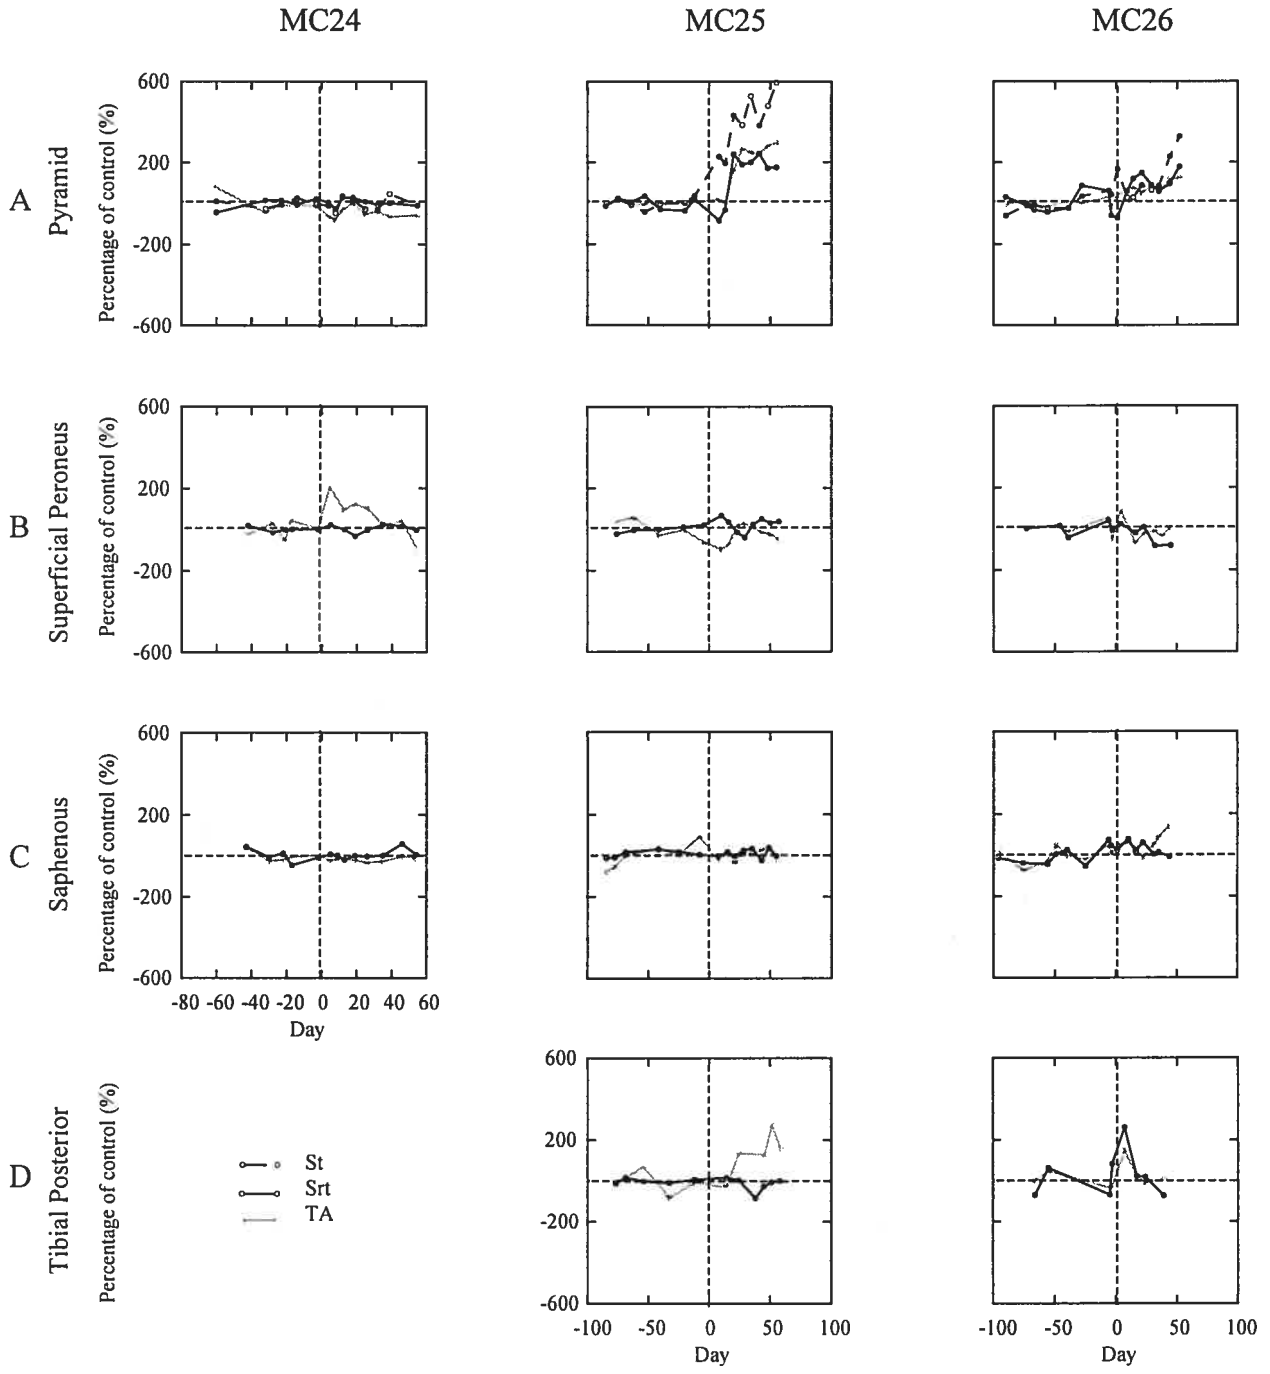 MC24 MC25 MC26
A Pyramid
Percentage of control (%)
600
200
-200
-600
B Superficial Peroneus
Percentage of control (%)
600
200
-200
-600
C Saphenous
Percentage of control (%)
600
200
-200
-600
-80 -60 -40 -20 0 20 40 60
Day
D Tibial Posterior
Percentage of control (%)
St
Srt
TA
600
200
-200
-600
-100 -50 0 50 100
Day
-100 -50 0 50 100
Day